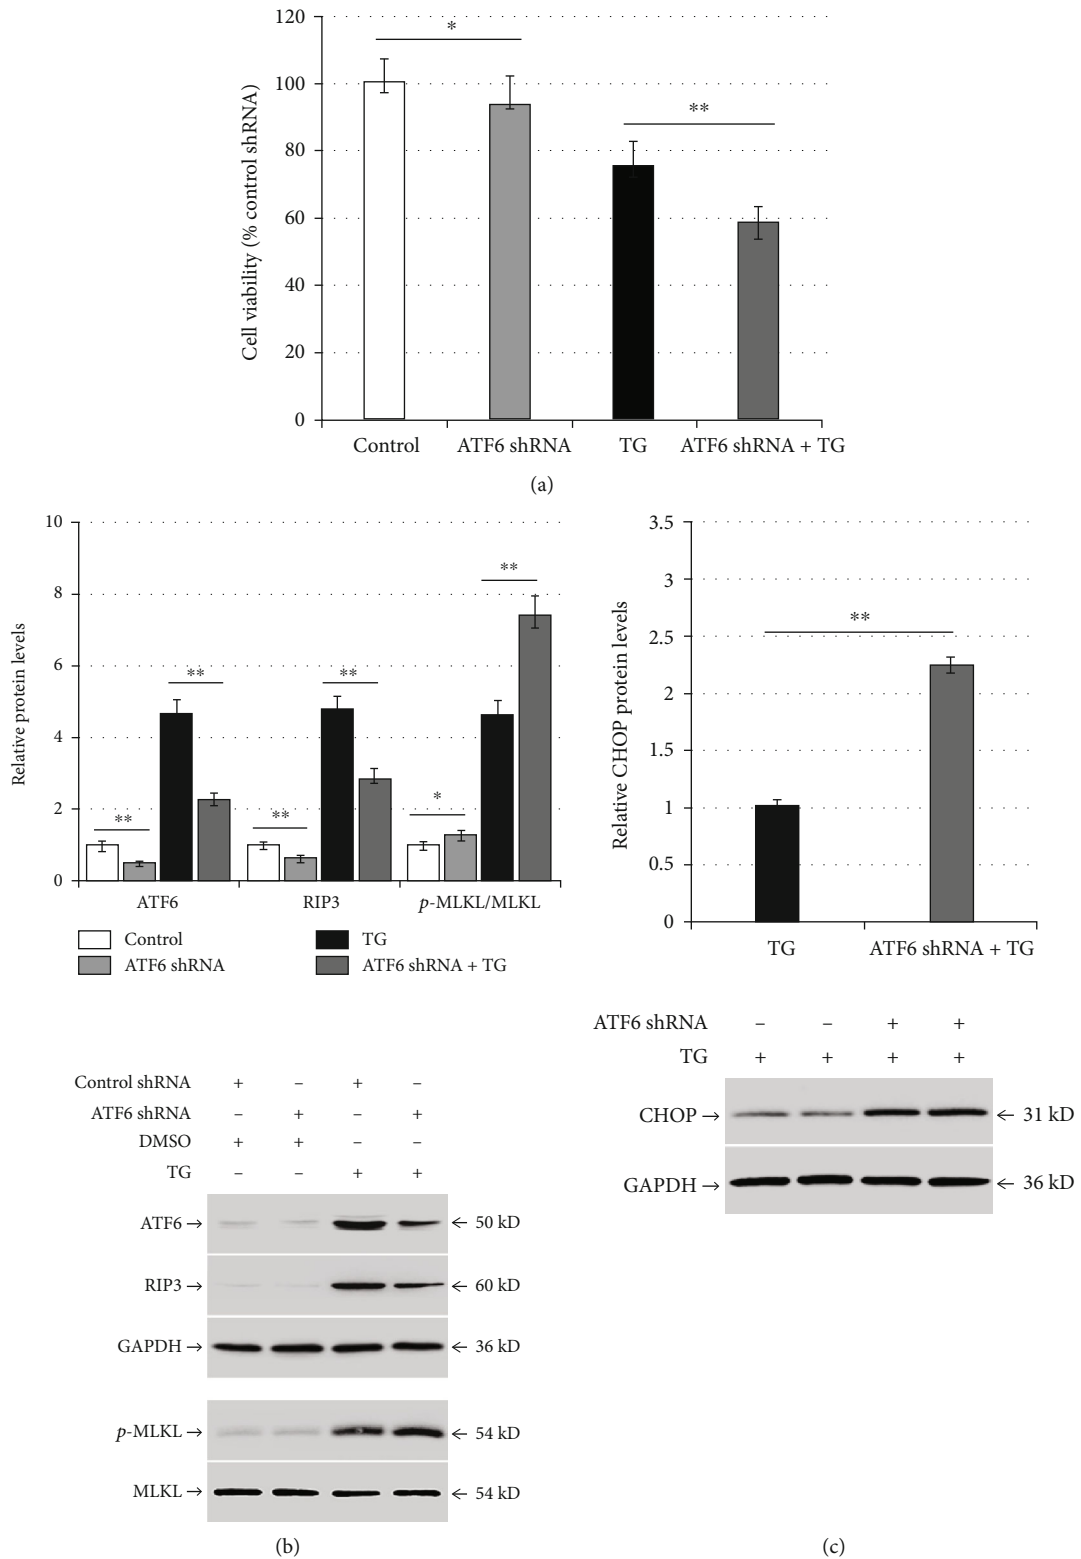 120
100
80
60
40
20
0
Cell viability (% control shRNA)
*
**
Control ATF6 shRNA TG ATF6 shRNA + TG
(a)
10
8
6
4
2
0
Relative protein levels
** ** ** ** * **
ATF6 RIP3 p-MLKL/MLKL
Control TG
ATF6 shRNA ATF6 shRNA + TG
3.5
3
2.5
2
1.5
1
0.5
0
Relative CHOP protein levels
**
TG ATF6 shRNA + TG
Control shRNA + – + –
ATF6 shRNA – + – +
DMSO + + – –
TG – – + +
ATF6 → ← 50 kD
RIP3 → ← 60 kD
GAPDH → ← 36 kD
p-MLKL → ← 54 kD
MLKL → ← 54 kD
(b)
ATF6 shRNA – – + +
TG + + + +
CHOP → ← 31 kD
GAPDH → ← 36 kD
(c)